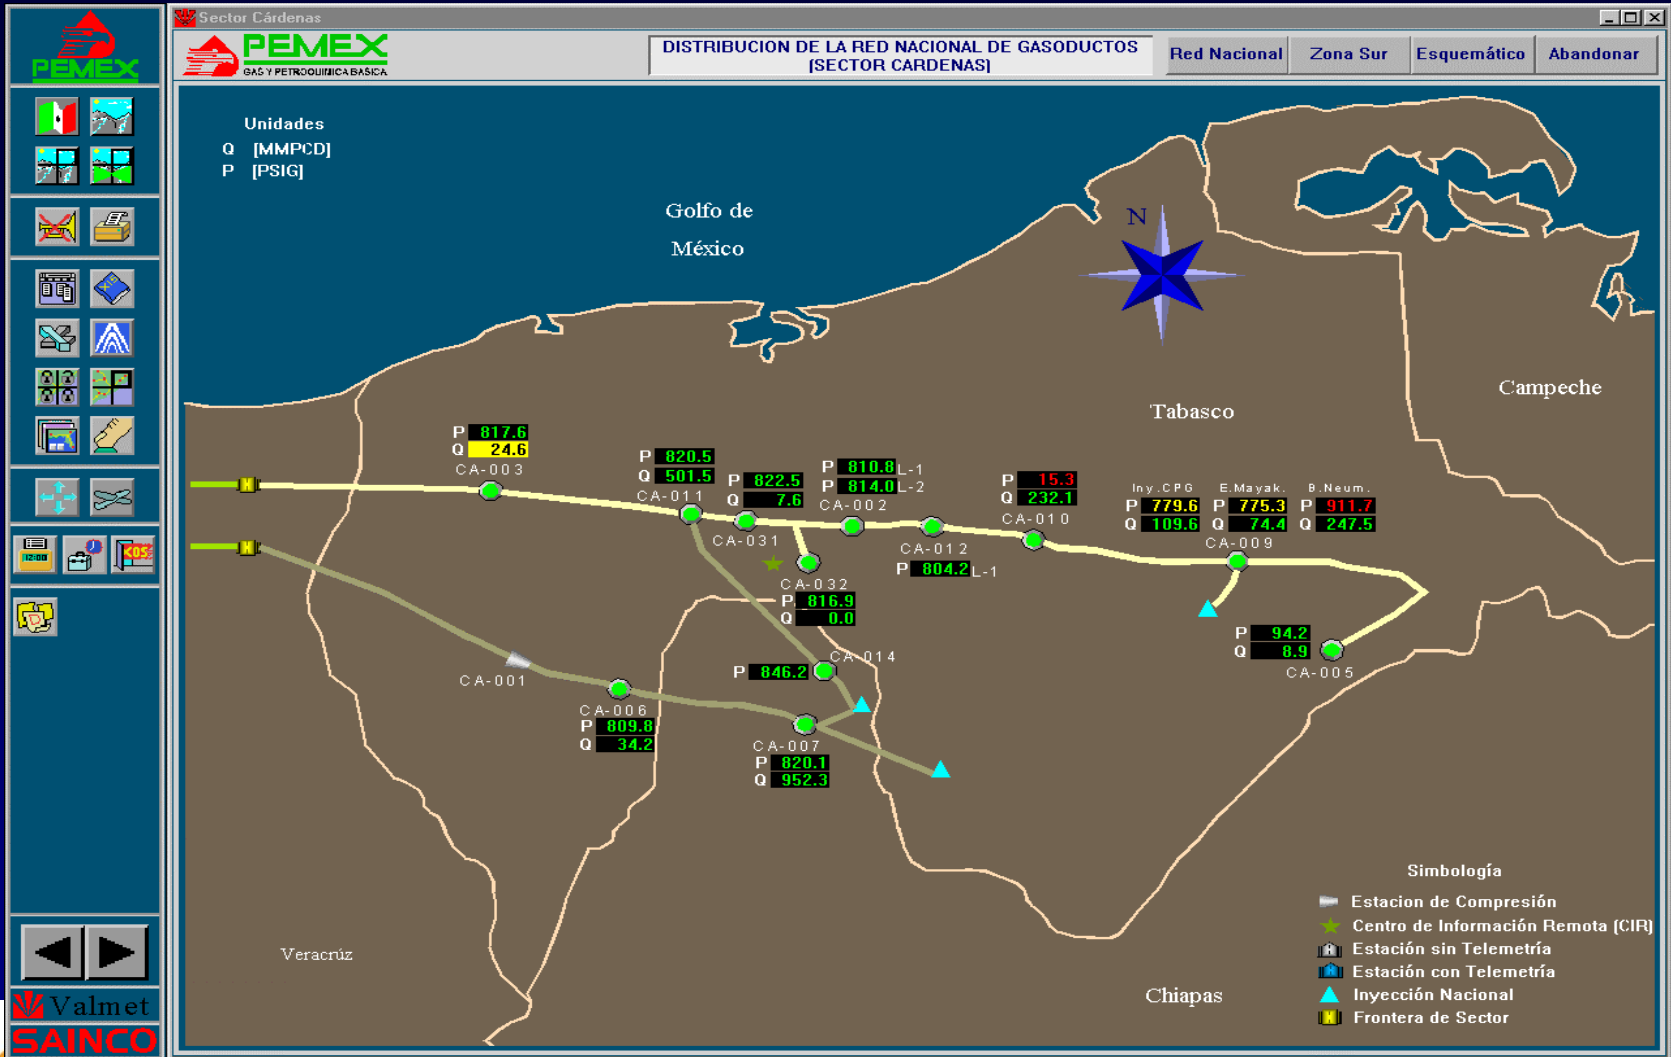 Sector Cárdenas
PEMEX
PEMEX
GAS Y PETROQUIMICA BASICA
DISTRIBUCION DE LA RED NACIONAL DE GASODUCTOS
(SECTOR CARDENAS)
Red Nacional
Zona Sur
Esquemático
Abandonar
Unidades
Q [MMPCD]
P [PSIG]
Golfo de
México
N
Campeche
Tabasco
P 817.6
Q 24.6
CA-003
P 820.5
Q 501.5
CA-011
P 822.5
Q 7.6
CA-031
P 810.8 L-1
P 814.0 L-2
CA-002
CA-012
P 804.2 L-1
P 15.3
Q 232.1
CA-010
Iny.CPG
P 779.6
Q 109.6
E.Mayak.
P 775.3
Q 74.4
B.Neum.
P 911.7
Q 247.5
CA-009
CA-032
P 816.9
Q 0.0
P 94.2
Q 8.9
CA-005
CA-014
P 846.2
CA-001
CA-006
P 809.8
Q 34.2
CA-007
P 820.1
Q 952.3
Veracrúz
Chiapas
Simbología
Estacion de Compresión
Centro de Información Remota (CIR)
Estación sin Telemetría
Estación con Telemetría
Inyección Nacional
Frontera de Sector
12:00
KOS
D
Valmet
SAINCO